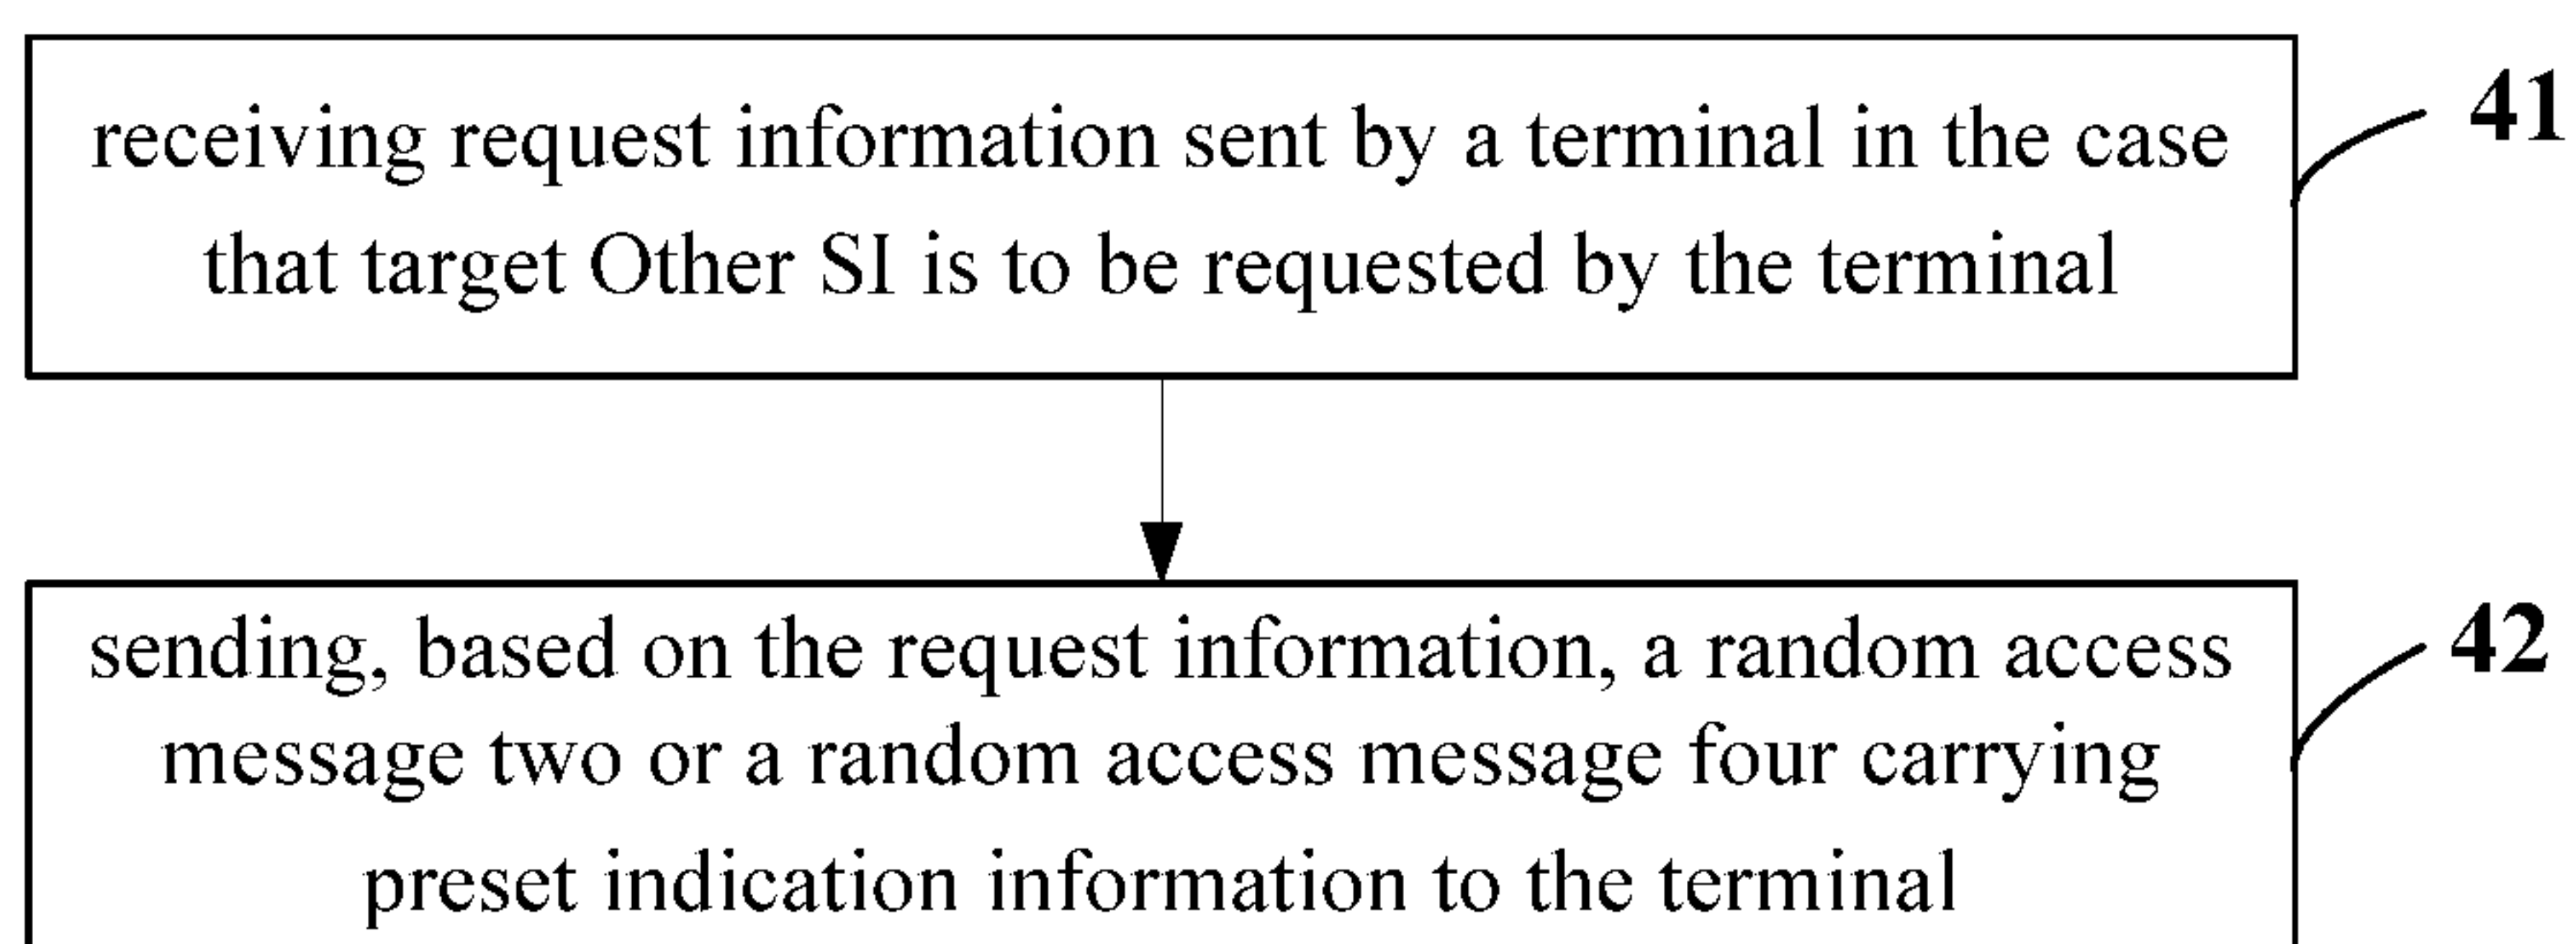 receiving request information sent by a terminal in the case
that target Other SI is to be requested by the terminal
41
sending, based on the request information, a random access
message two or a random access message four carrying
preset indication information to the terminal
42